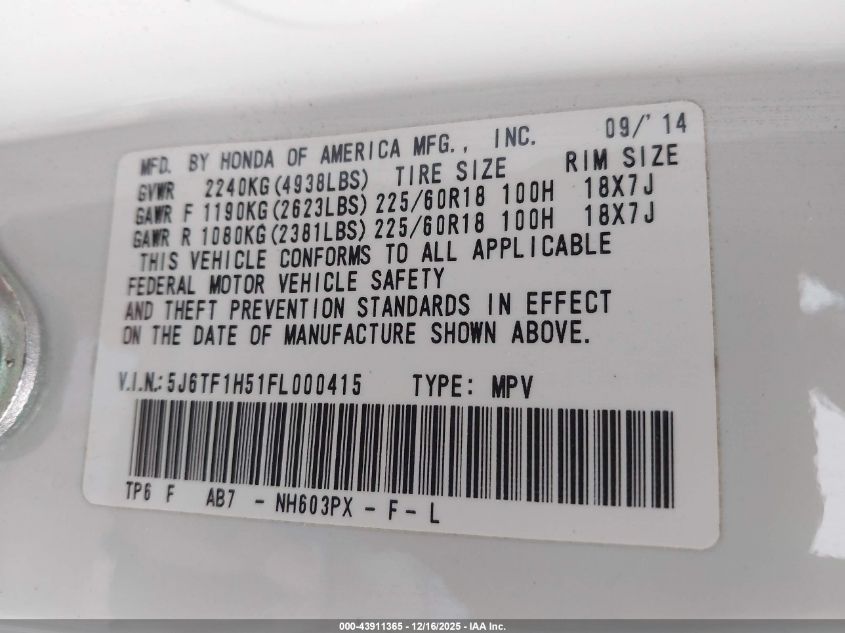 MFD. BY HONDA OF AMERICA MFG., INC. 09/'14
GVWR 2240KG(4938LBS) TIRE SIZE RIM SIZE
GAWR F 1190KG(2623LBS) 225/60R18 100H 18X7J
GAWR R 1080KG(2381LBS) 225/60R18 100H 18X7J
THIS VEHICLE CONFORMS TO ALL APPLICABLE
FEDERAL MOTOR VEHICLE SAFETY
AND THEFT PREVENTION STANDARDS IN EFFECT
ON THE DATE OF MANUFACTURE SHOWN ABOVE.
V.I.N.: 5J6TF1H51FL000415 TYPE: MPV
TP6 F AB7 - NH603PX - F - L
000-43911365 - 12/16/2025 - IAA Inc.